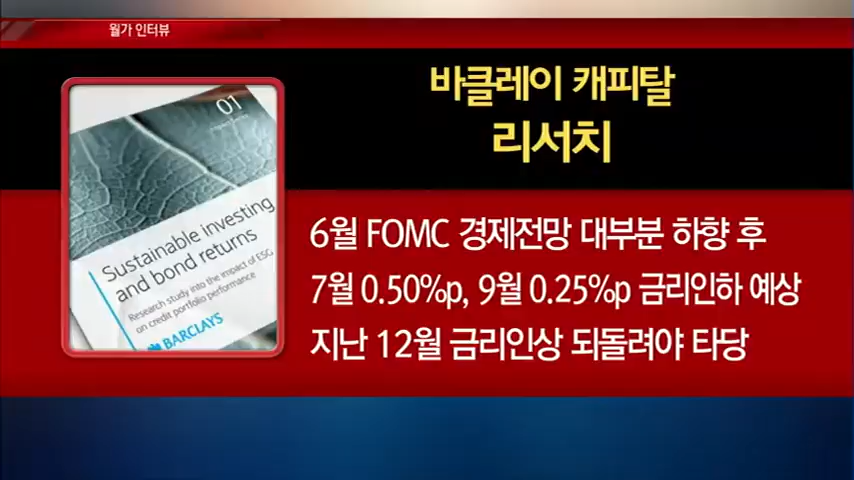 월가 인터뷰
바클레이 캐피탈
리서치
01
Sustainable investing
and bond returns
Research study into the impact of ESG
on credit portfolio performance
BARCLAYS
6월 FOMC 경제전망 대부분 하향 후
7월 0.50%p, 9월 0.25%p 금리인하 예상
지난 12월 금리인상 되돌려야 타당